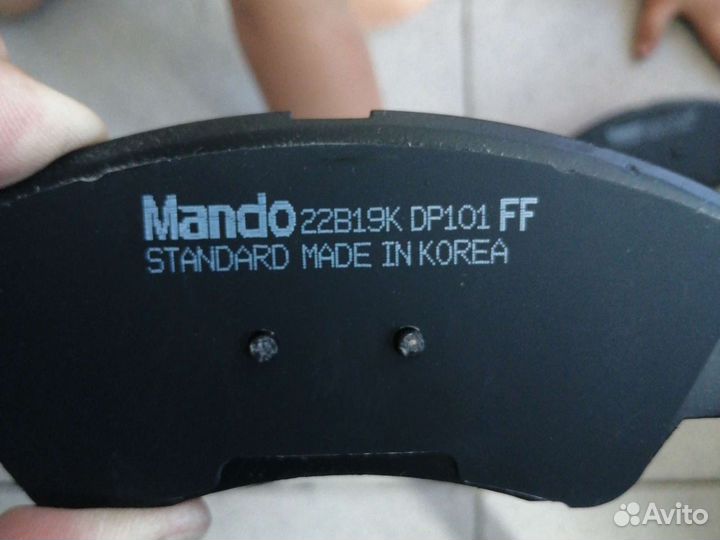 Mando 22B19K DP101 FF
STANDARD MADE IN KOREA
Avito